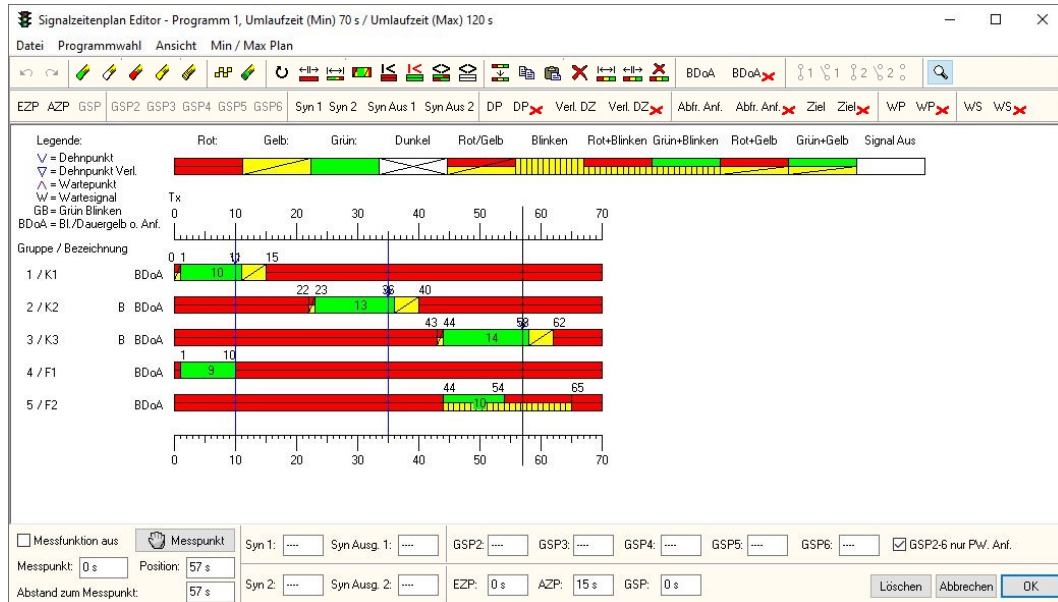 Signalzeitenplan Editor - Programm 1, Umlaufzeit (Min) 70 s / Umlaufzeit (Max) 120 s
Datei Programmwahl Ansicht Min / Max Plan
BDoA BDoA 1 1 2 2
EZP AZP GSP GSP2 GSP3 GSP4 GSP5 GSP6 Syn 1 Syn 2 Syn Aus 1 Syn Aus 2 DP DP Verl. DZ Verl. DZ Abfr. Anf. Abfr. Anf. Ziel Ziel WP WP WS WS
Legende: Rot: Gelb: Grün: Dunkel Rot/Gelb Blinken Rot+Blinken Grün+Blinken Rot+Gelb Grün+Gelb Signal Aus
V = Dehnpunkt
∇ = Dehnpunkt Verl.
Λ = Wartepunkt
W = Wartesignal
GB = Grün Blinken
BDoA = Bl./Dauergelb o. Anf.
Tx
0 10 20 30 40 50 60 70
Gruppe / Bezeichnung
0 1 11 15
1 / K1 BDoA 10
22 23 36 40
2 / K2 B BDoA 13
43 44 58 62
3 / K3 B BDoA 14
1 10
4 / F1 BDoA 9
44 54 65
5 / F2 BDoA 10
0 10 20 30 40 50 60 70
Messfunktion aus Messpunkt Syn 1: ---- Syn Ausg. 1: ---- GSP2: ---- GSP3: ---- GSP4: ---- GSP5: ---- GSP6: ---- GSP2-6 nur PW. Anf.
Messpunkt: 0 s Position: 57 s
Abstand zum Messpunkt: 57 s Syn 2: ---- Syn Ausg. 2: ---- EZP: 0 s AZP: 15 s GSP: 0 s Löschen Abbrechen OK